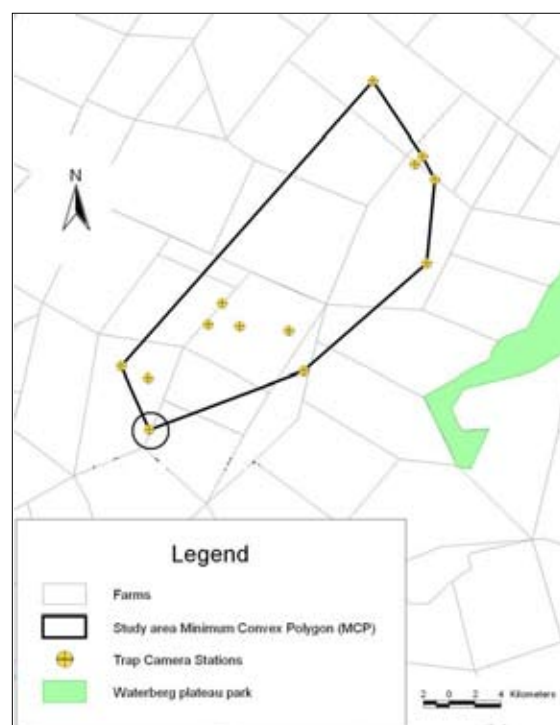 N
Legend
Farms
Study area Minimum Convex Polygon (MCP)
Trap Camera Stations
Waterberg plateau park
2 0 2 4 Kilometers